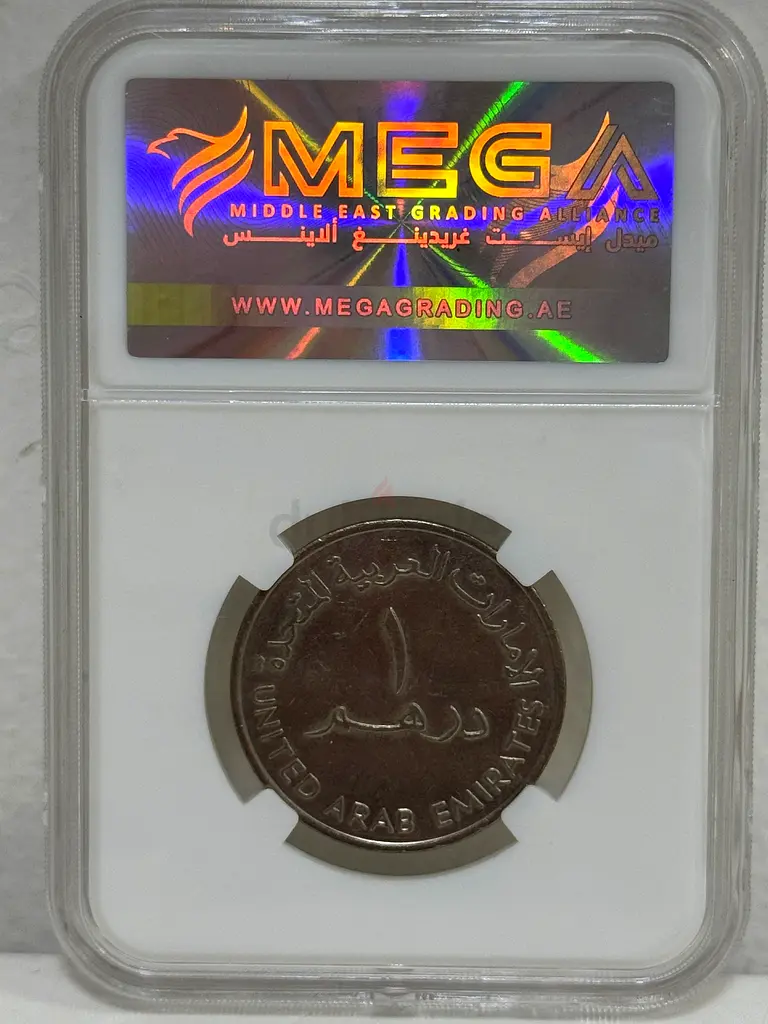 MEGA
MIDDLE EAST GRADING ALLIANCE
ميدل إيست غريدينغ ألاينس
WWW.MEGAGRADING.AE
الإمارات العربية المتحدة
١
درهم
UNITED ARAB EMIRATES